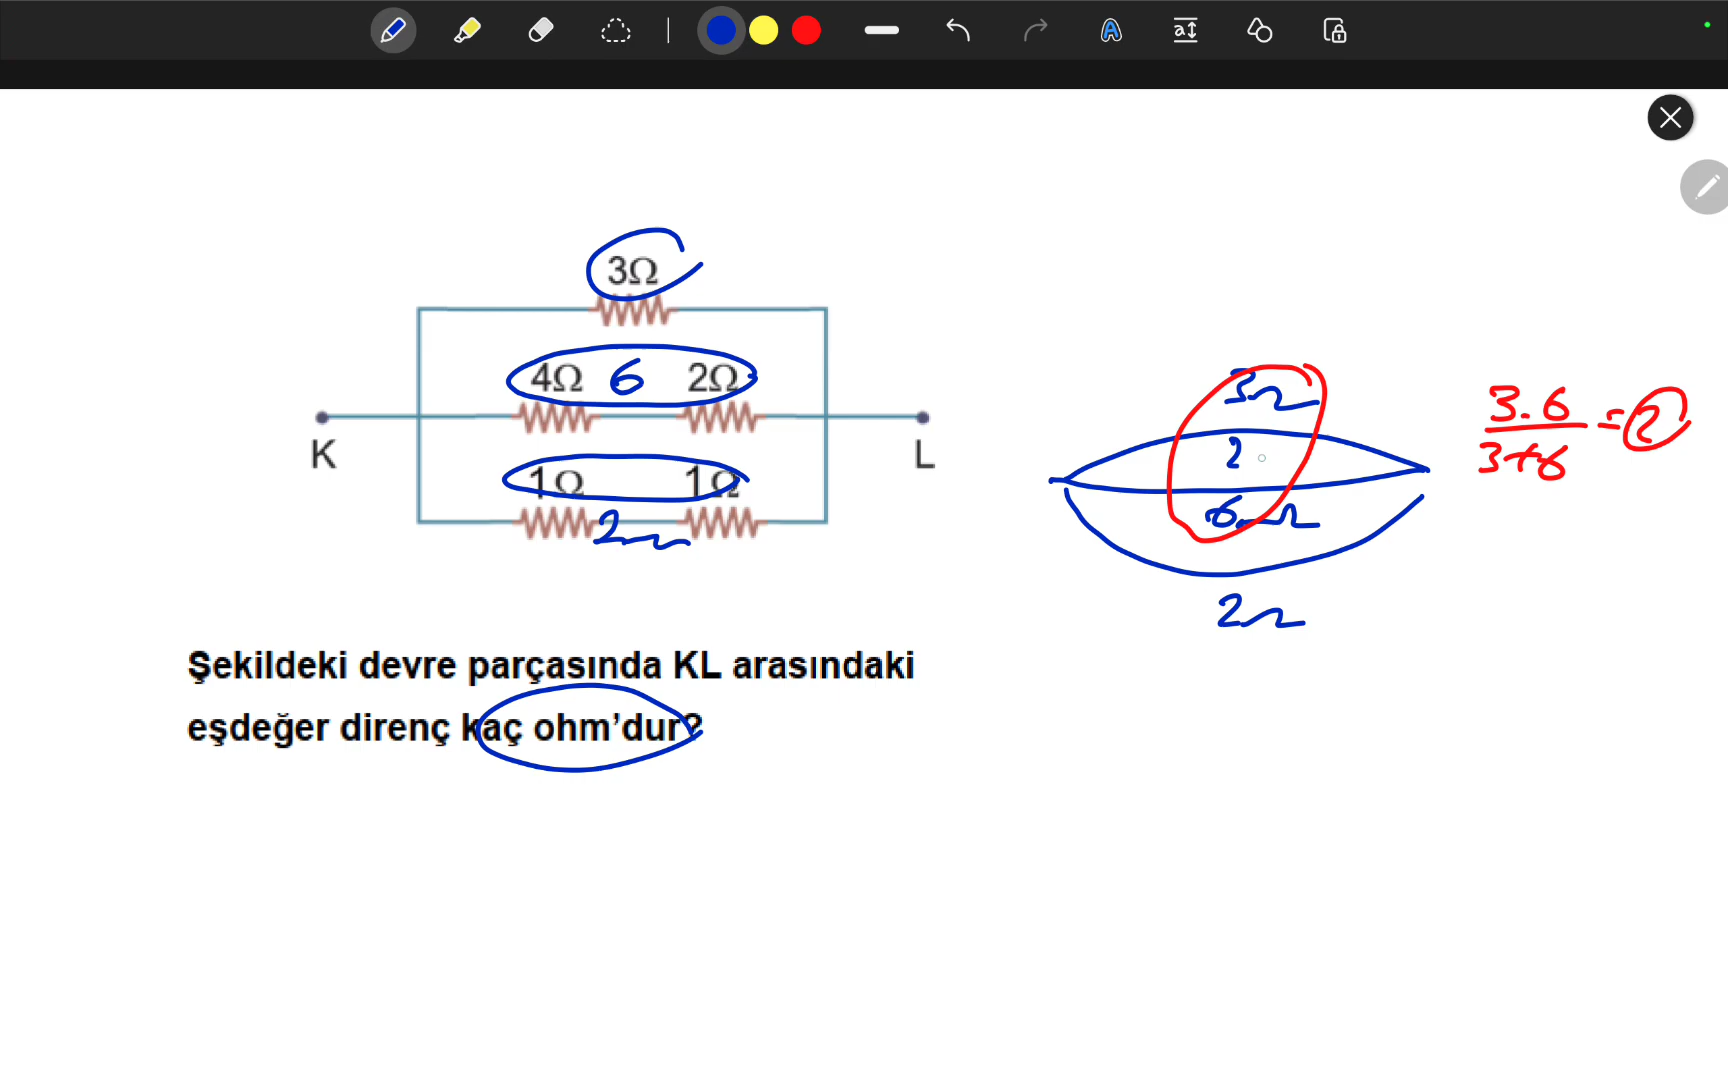 3Ω
4Ω 6 2Ω
K L
1Ω 1Ω
2Ω
3Ω
2
6Ω
2Ω
3.6
3+6
=2
Şekildeki devre parçasında KL arasındaki
eşdeğer direnç kaç ohm'dur?